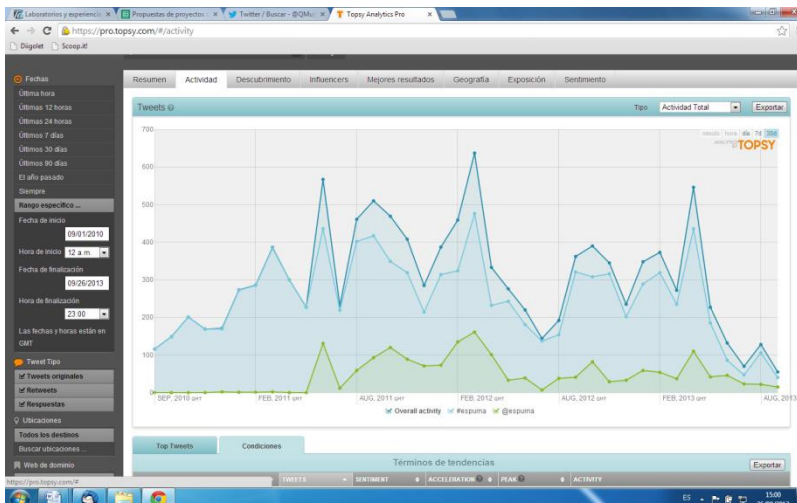 Laboratorios y experiencia
Propuestas de proyectos
Twitter / Buscar - @QMu
Topsy Analytics Pro
https://pro.topsy.com/#/activity
Diigolet
Scoop.it!
Fechas
Última hora
Últimas 12 horas
Últimas 24 horas
Últimos 7 días
Últimos 30 días
Últimos 90 días
El año pasado
Siempre
Rango específico ...
Fecha de inicio
09/01/2010
Hora de inicio 12 a.m.
Fecha de finalización
09/26/2013
Hora de finalización
23:00
Las fechas y horas están en
GMT
Tweet Tipo
Tweets originales
Retweets
Respuestas
Ubicaciones
Todos los destinos
Buscar ubicaciones ...
Web de dominio
https://pro.topsy.com/#
Resumen Actividad Descubrimiento Influencers Mejores resultados Geografía Exposición Sentimiento
Tweets
Tipo Actividad Total Exportar
hora día 7d 30d
TOPSY
700
600
500
400
300
200
100
0
SEP, 2010 GMT FEB, 2011 GMT AUG, 2011 GMT FEB, 2012 GMT AUG, 2012 GMT FEB, 2013 GMT AUG, 2013
Overall activity #espuma @espuma
Top Tweets Condiciones
Términos de tendencias
Exportar
TWEETS SENTIMENT ACCELERATION PEAK ACTIVITY
ES
15:00